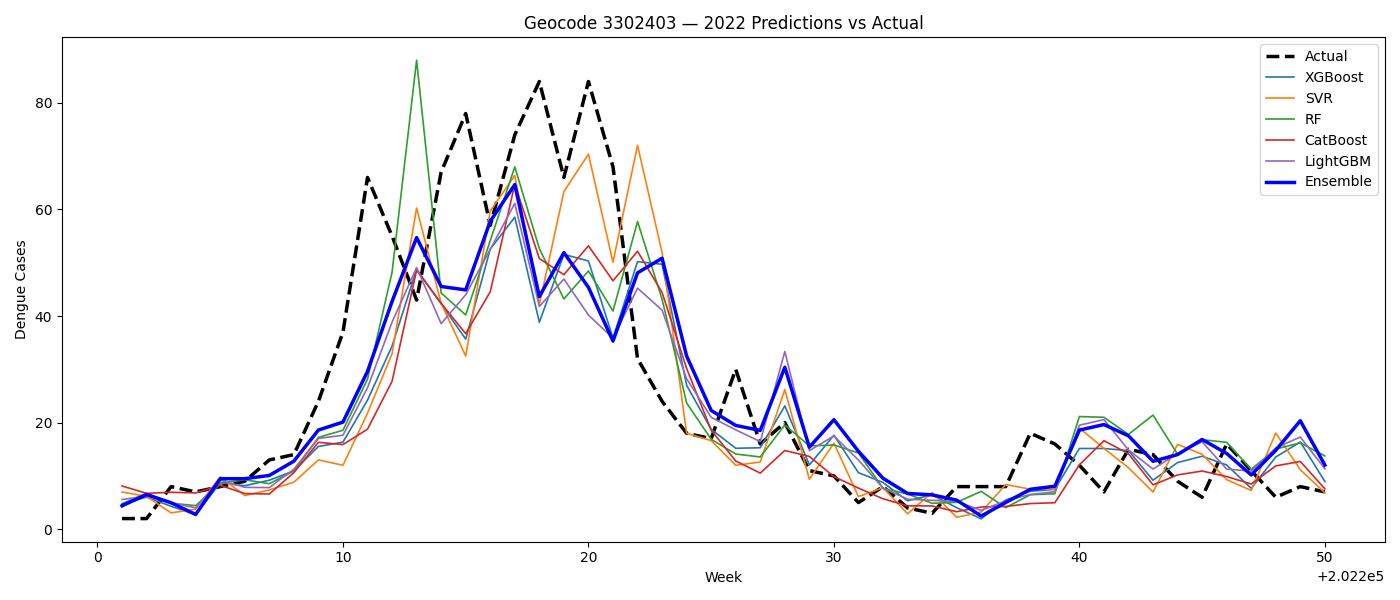 Geocode 3302403 — 2022 Predictions vs Actual
Dengue Cases
80
60
40
20
0
0 10 20 30 40 50
+2.022e5
Week
Actual
XGBoost
SVR
RF
CatBoost
LightGBM
Ensemble